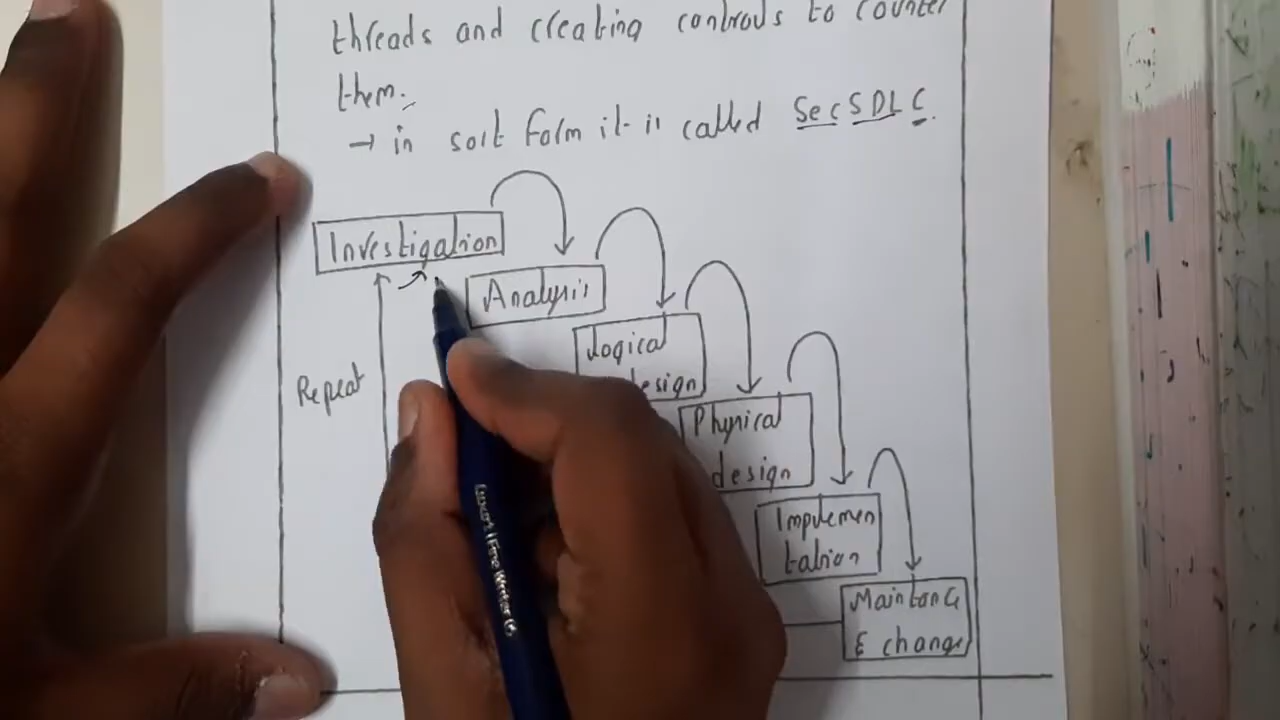 threads and creating controls to counter
them.
→ in sort form it is called SecSDLC.
Investigation
Analysis
Logical
design
Repeat
Physical
design
Implemen
tation
Maintance
& change